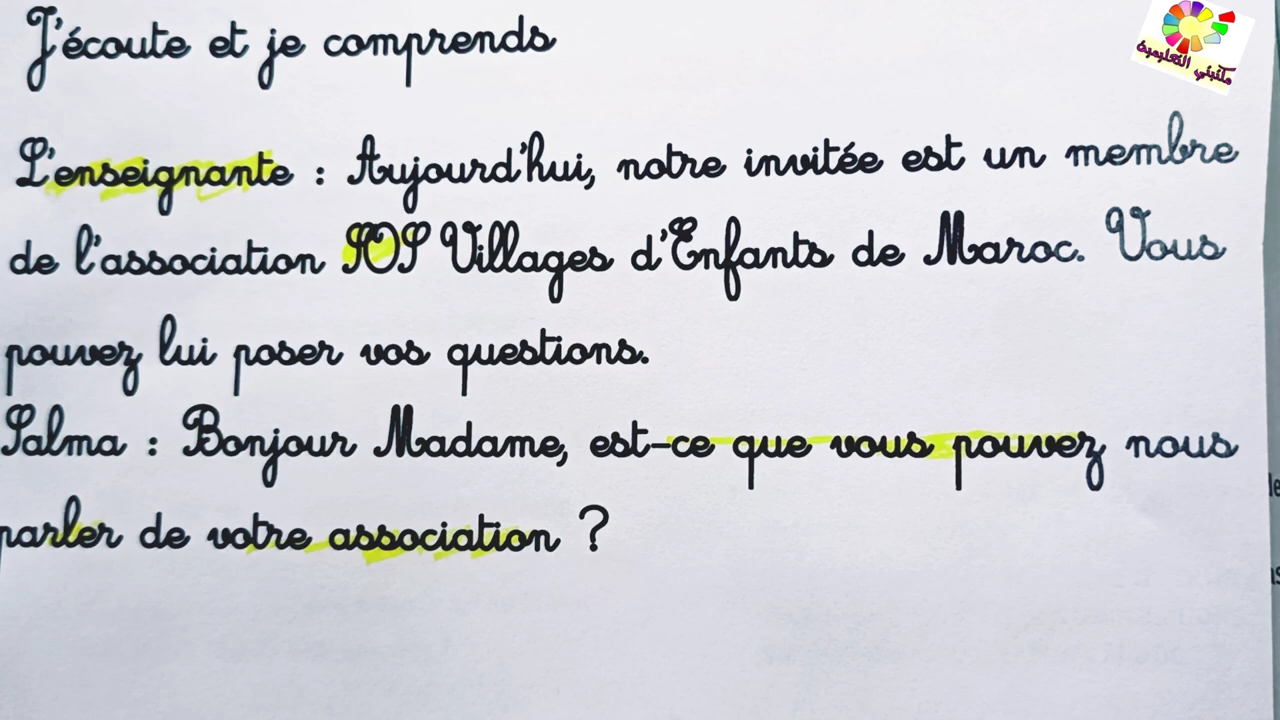 J'écoute et je comprends
مكتبتي التعليمية
L'enseignante : Aujourd'hui, notre invitée est un membre
de l'association SOS Villages d'Enfants de Maroc. Vous
pouvez lui poser vos questions.
Salma : Bonjour Madame, est-ce que vous pouvez nous
parler de votre association ?